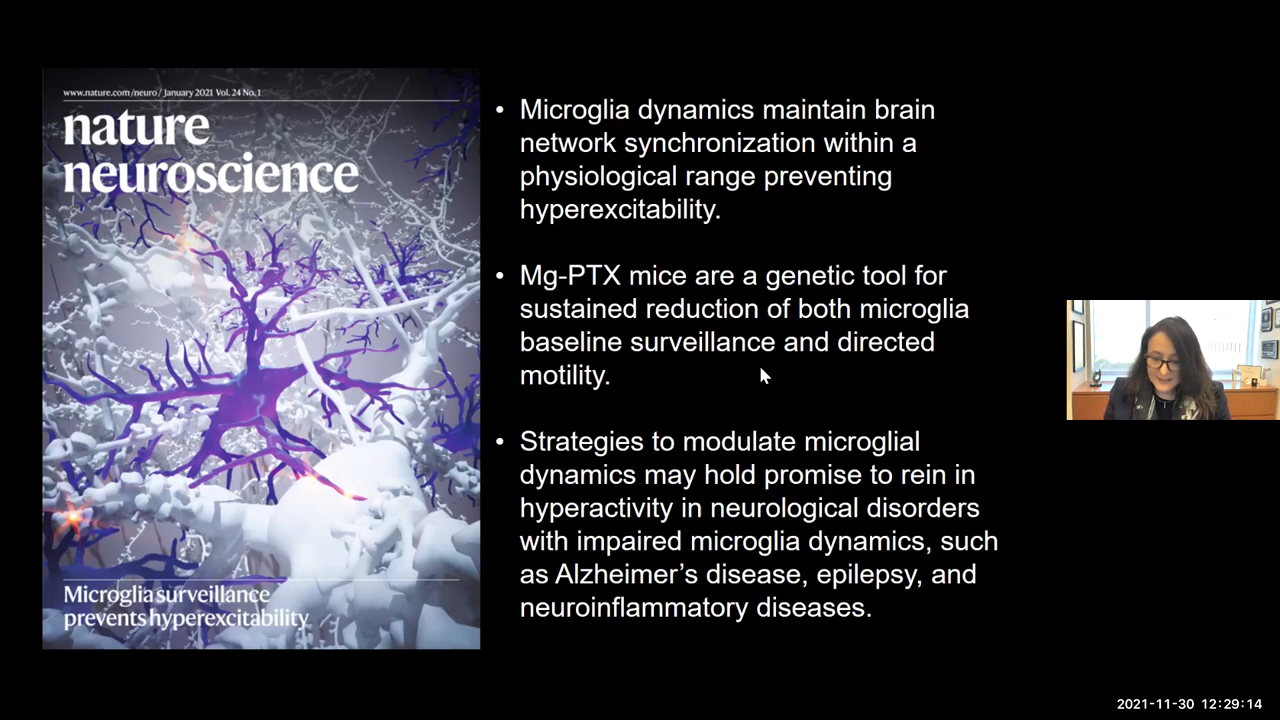 www.nature.com/neuro / January 2021 Vol. 24 No. 1
nature
neuroscience
Microglia surveillance
prevents hyperexcitability
• Microglia dynamics maintain brain
network synchronization within a
physiological range preventing
hyperexcitability.
• Mg-PTX mice are a genetic tool for
sustained reduction of both microglia
baseline surveillance and directed
motility.
• Strategies to modulate microglial
dynamics may hold promise to rein in
hyperactivity in neurological disorders
with impaired microglia dynamics, such
as Alzheimer’s disease, epilepsy, and
neuroinflammatory diseases.
2021-11-30 12:29:14